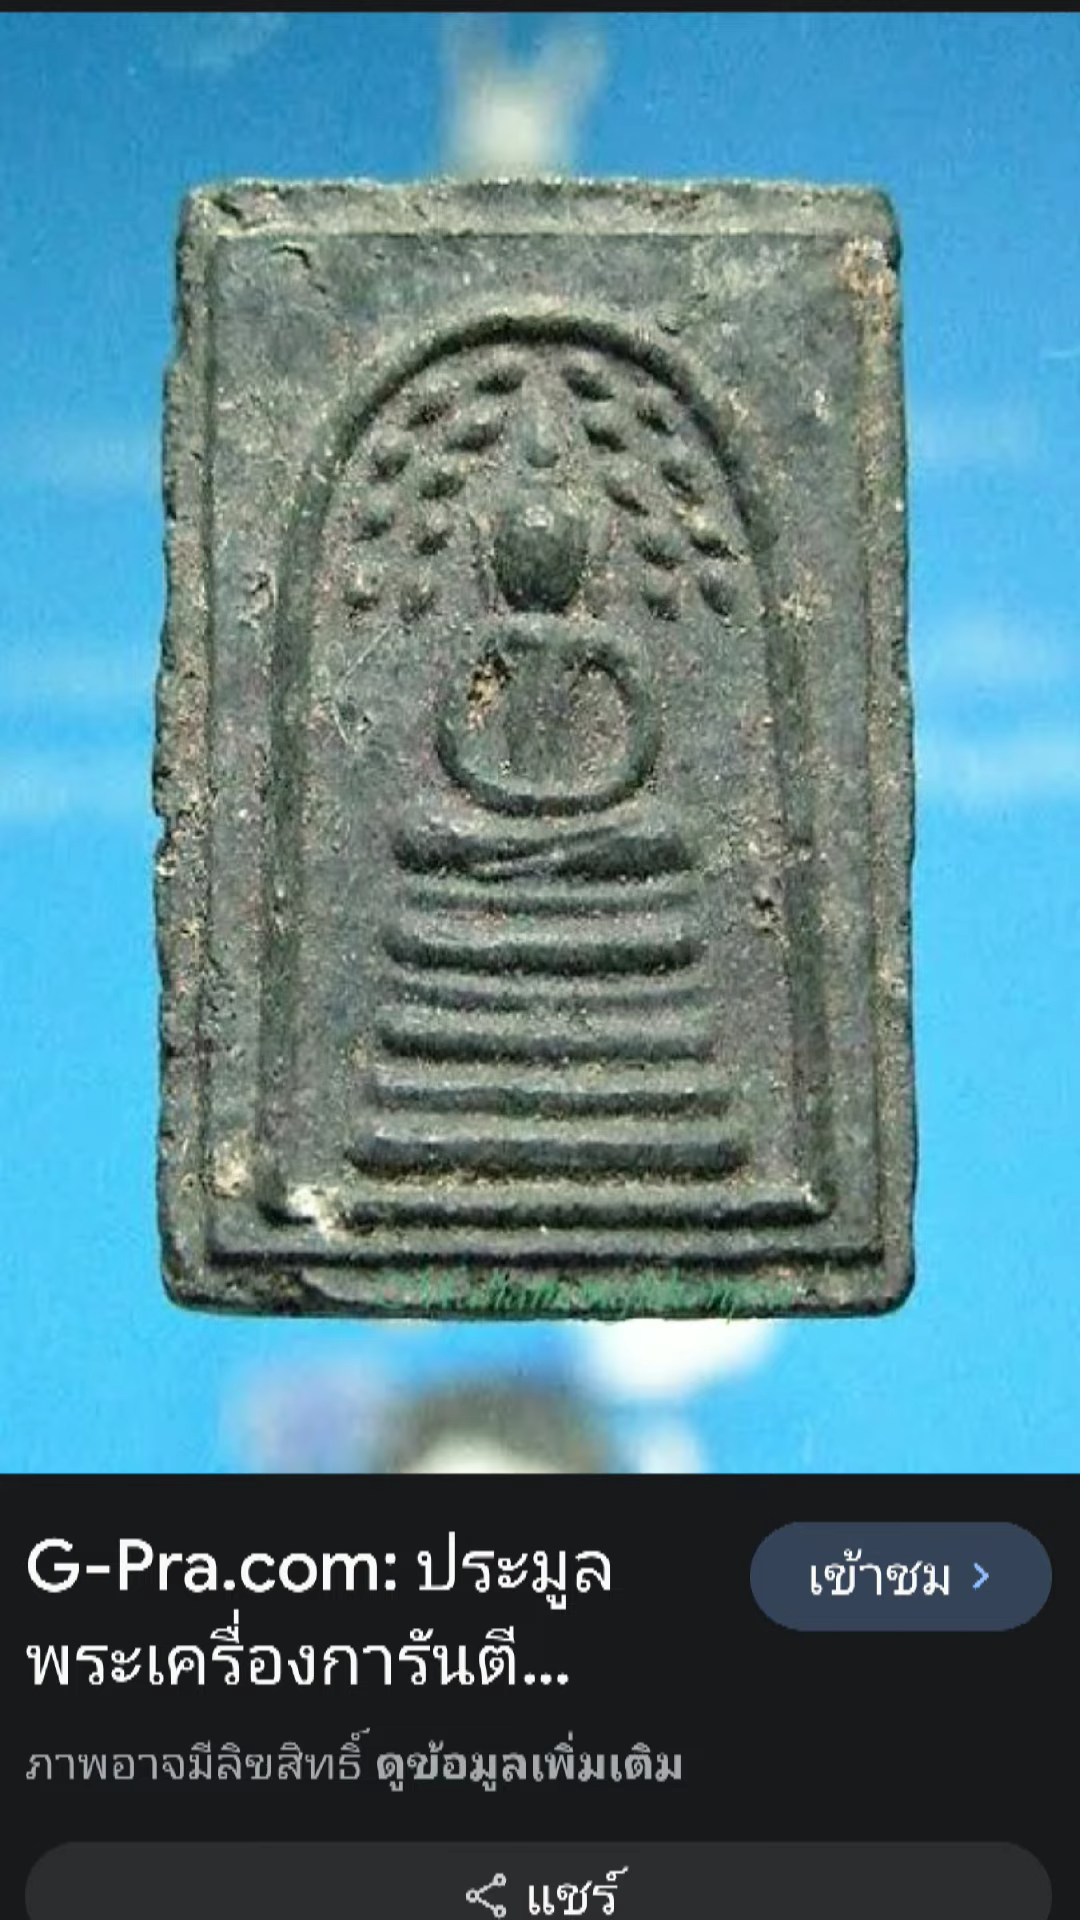 G-Pra.com: ประมูล
พระเครื่องการันตี...
เข้าชม
ภาพอาจมีลิขสิทธิ์ ดูข้อมูลเพิ่มเติม
แชร์